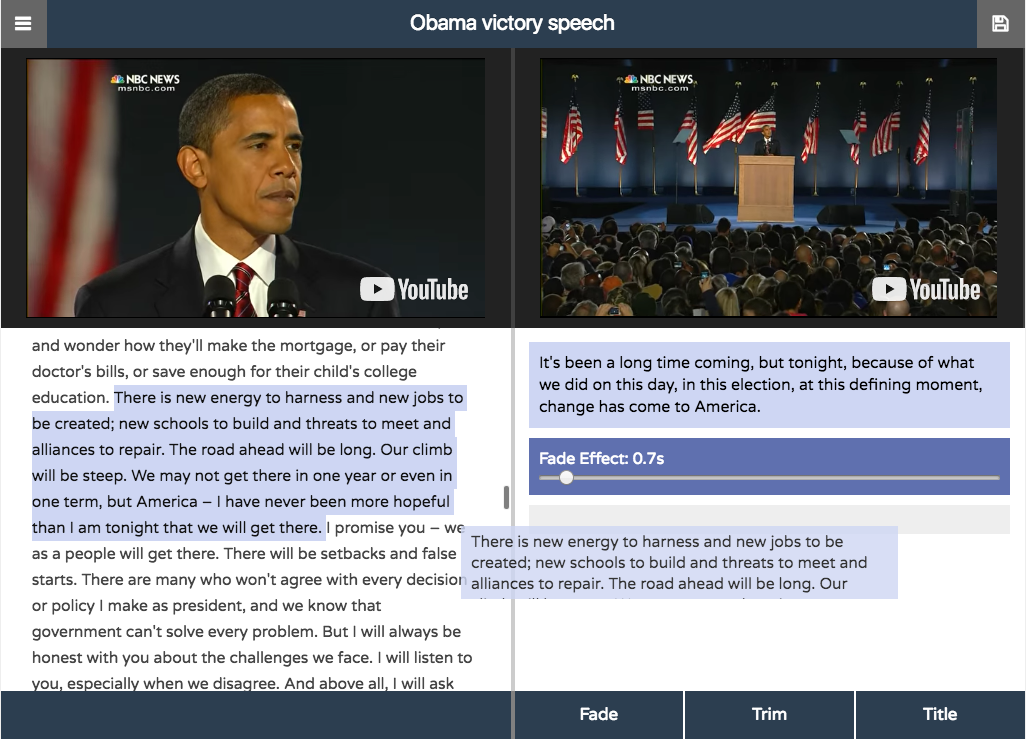 Obama victory speech
NBC NEWS
msnbc.com
YouTube
NBC NEWS
msnbc.com
YouTube
and wonder how they'll make the mortgage, or pay their
doctor's bills, or save enough for their child's college
education. There is new energy to harness and new jobs to
be created; new schools to build and threats to meet and
alliances to repair. The road ahead will be long. Our climb
will be steep. We may not get there in one year or even in
one term, but America – I have never been more hopeful
than I am tonight that we will get there. I promise you – we
as a people will get there. There will be setbacks and false
starts. There are many who won't agree with every decision
or policy I make as president, and we know that
government can't solve every problem. But I will always be
honest with you about the challenges we face. I will listen to
you, especially when we disagree. And above all, I will ask
It's been a long time coming, but tonight, because of what
we did on this day, in this election, at this defining moment,
change has come to America.
Fade Effect: 0.7s
There is new energy to harness and new jobs to be
created; new schools to build and threats to meet and
alliances to repair. The road ahead will be long. Our
Fade
Trim
Title